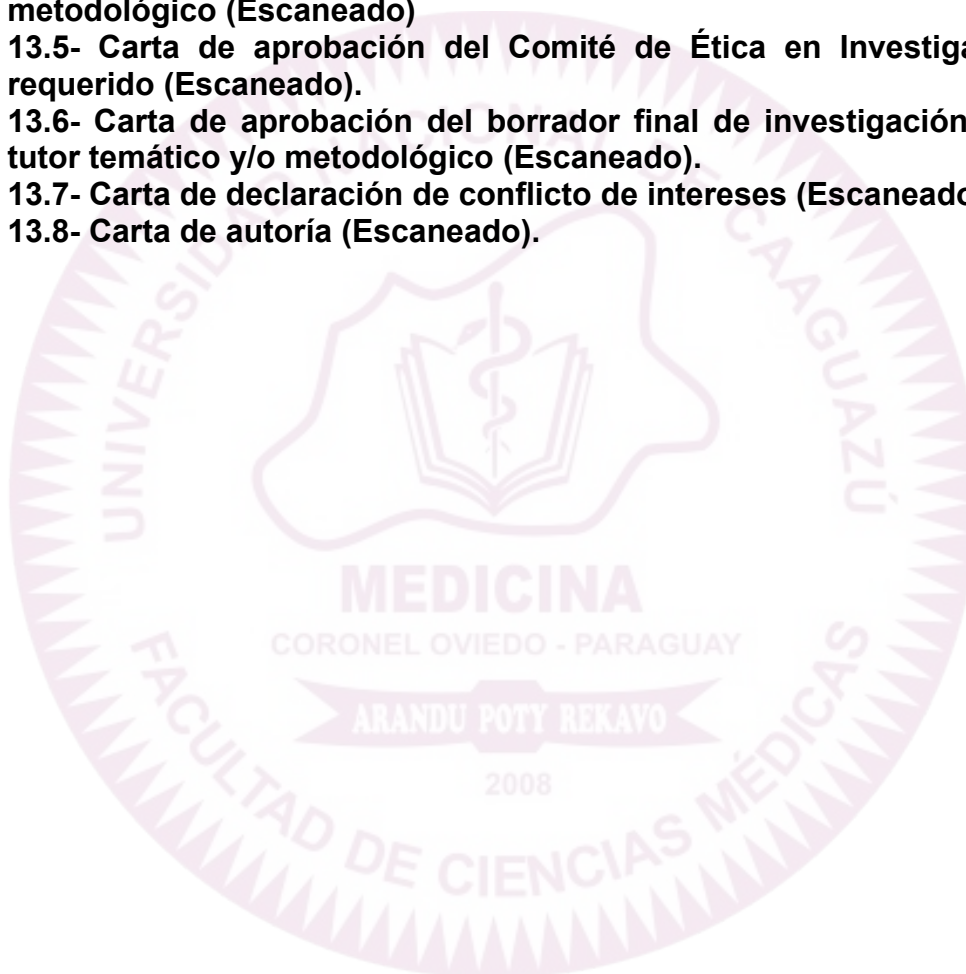 metodológico (Escaneado)
13.5- Carta de aprobación del Comité de Ética en Investiga
requerido (Escaneado).
13.6- Carta de aprobación del borrador final de investigación
tutor temático y/o metodológico (Escaneado).
13.7- Carta de declaración de conflicto de intereses (Escaneado
13.8- Carta de autoría (Escaneado).
UNIVERSIDAD NACIONAL DE CAAGUAZÚ
MEDICINA
CORONEL OVIEDO - PARAGUAY
ARANDU POTY REKAVO
2008
FACULTAD DE CIENCIAS MÉDICAS